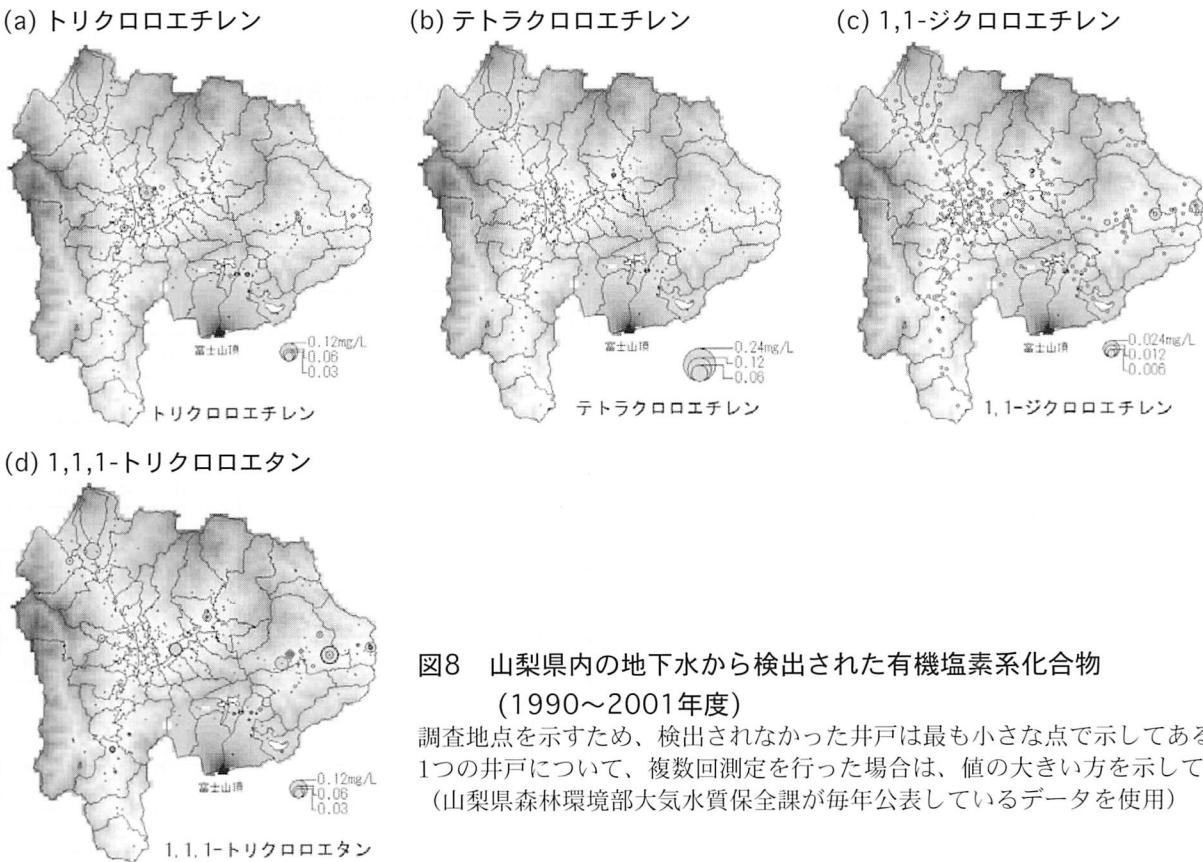 (a) トリクロロエチレン
(b) テトラクロロエチレン
(c) 1,1-ジクロロエチレン
富士山頂
0.12mg/L
0.06
0.03
トリクロロエチレン
富士山頂
0.24mg/L
0.12
0.06
テトラクロロエチレン
富士山頂
0.024mg/L
0.012
0.006
1,1-ジクロロエチレン
(d) 1,1,1-トリクロロエタン
富士山頂
0.12mg/L
0.06
0.03
1,1,1-トリクロロエタン
図8 山梨県内の地下水から検出された有機塩素系化合物
(1990〜2001年度)
調査地点を示すため、検出されなかった井戸は最も小さな点で示してある
1つの井戸について、複数回測定を行った場合は、値の大きい方を示して
（山梨県森林環境部大気水質保全課が毎年公表しているデータを使用）